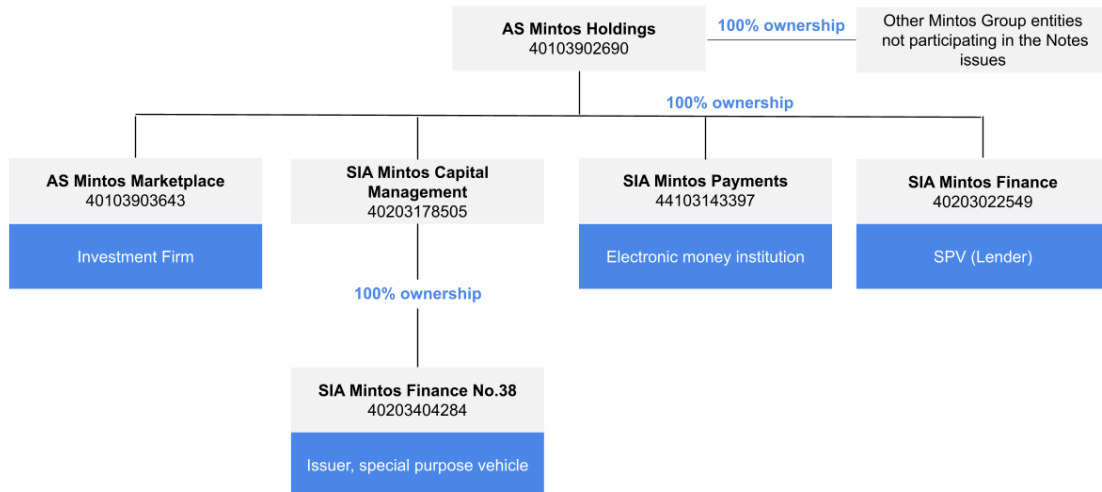 AS Mintos Holdings
40103902690
100% ownership
Other Mintos Group entities
not participating in the Notes
issues
100% ownership
AS Mintos Marketplace
40103903643
Investment Firm
SIA Mintos Capital
Management
40203178505
SIA Mintos Payments
44103143397
Electronic money institution
SIA Mintos Finance
40203022549
SPV (Lender)
100% ownership
SIA Mintos Finance No.38
40203404284
Issuer, special purpose vehicle